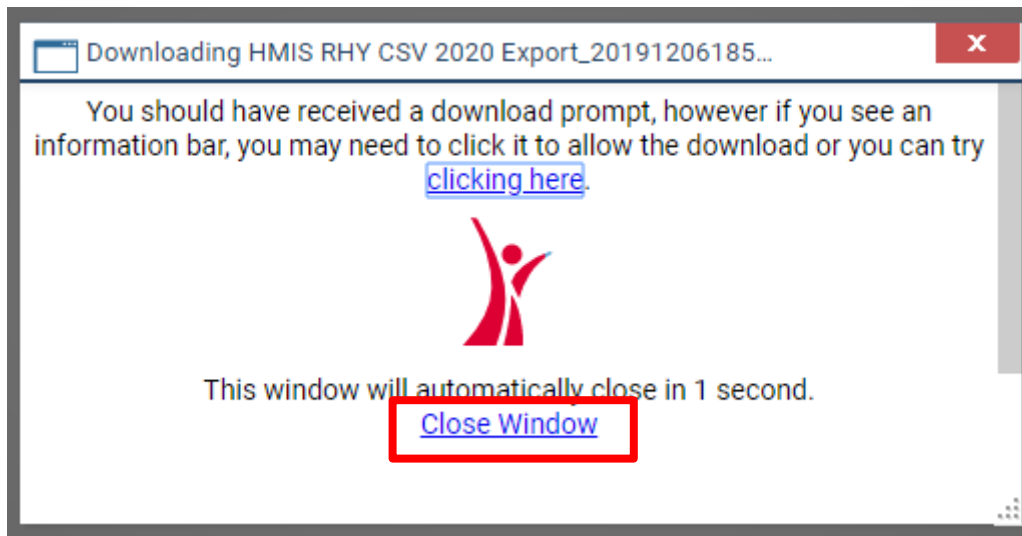 Downloading HMIS RHY CSV 2020 Export_20191206185...
x
You should have received a download prompt, however if you see an
information bar, you may need to click it to allow the download or you can try
clicking here.
This window will automatically close in 1 second.
Close Window